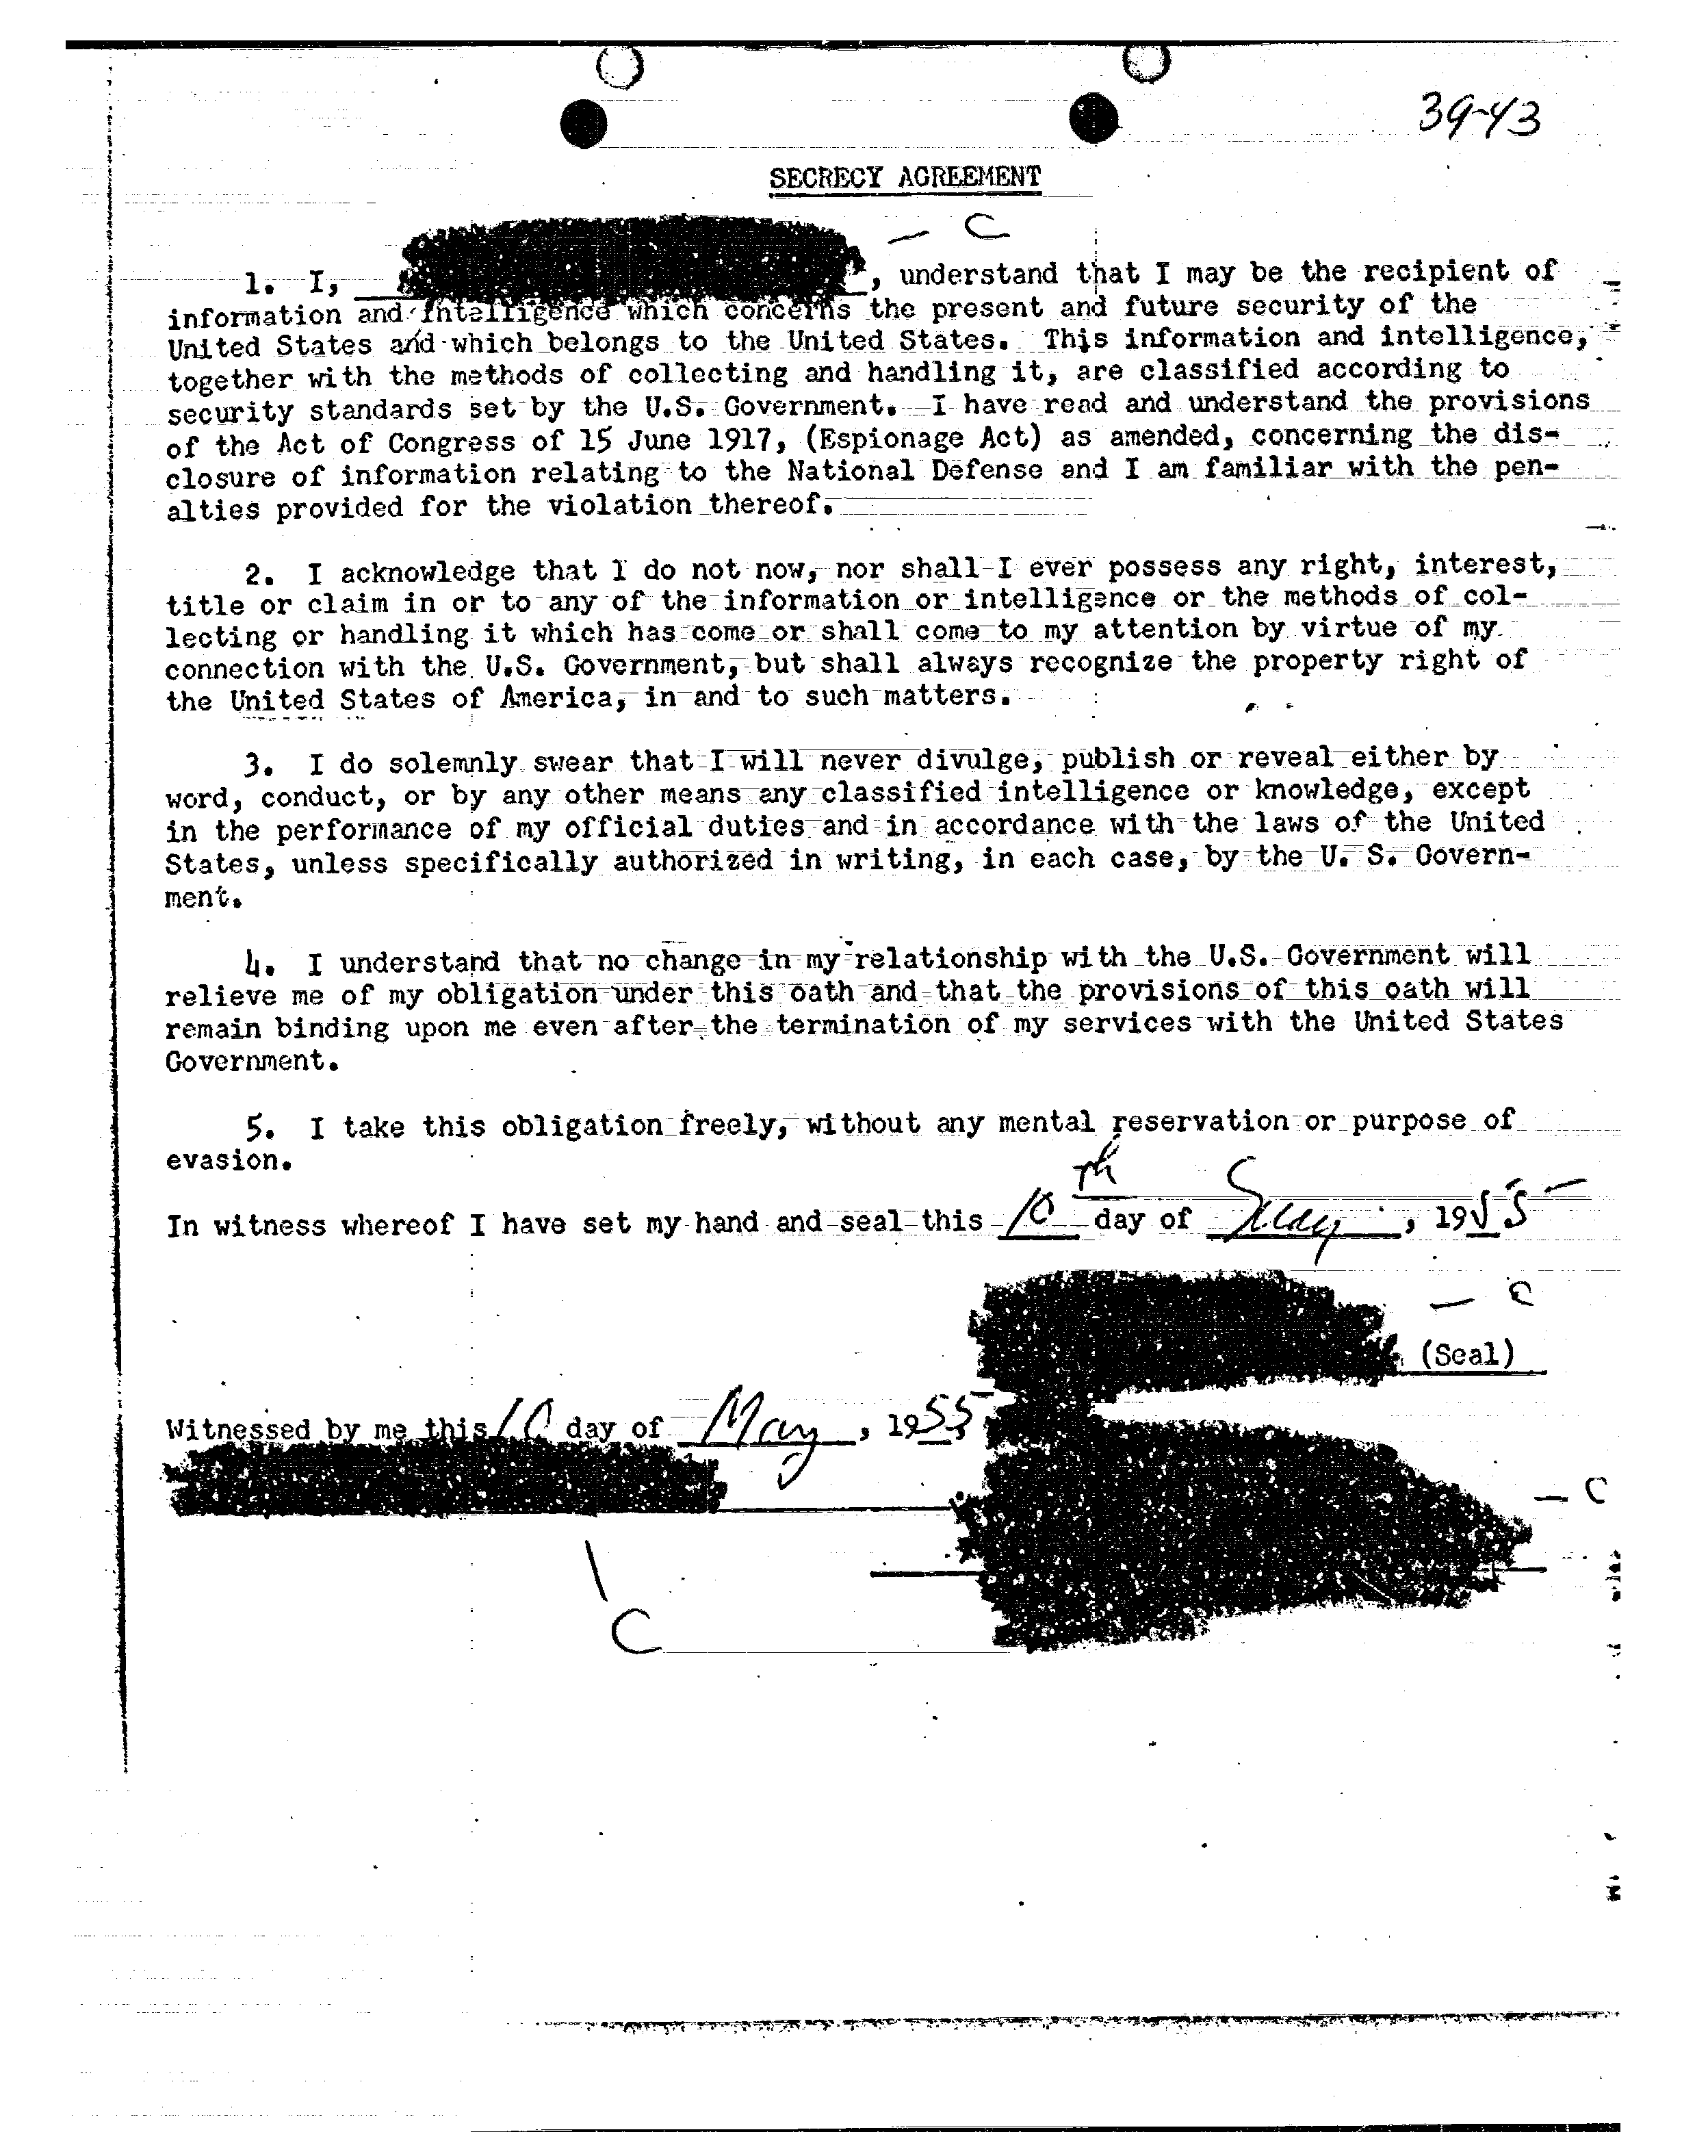 39-43
SECRECY AGREEMENT
— C
1. I, , understand that I may be the recipient of
information and intelligence which concerns the present and future security of the
United States and which belongs to the United States. This information and intelligence,
together with the methods of collecting and handling it, are classified according to
security standards set by the U.S. Government. I have read and understand the provisions
of the Act of Congress of 15 June 1917, (Espionage Act) as amended, concerning the dis-
closure of information relating to the National Defense and I am familiar with the pen-
alties provided for the violation thereof.
2. I acknowledge that I do not now, nor shall I ever possess any right, interest,
title or claim in or to any of the information or intelligence or the methods of col-
lecting or handling it which has come or shall come to my attention by virtue of my
connection with the U.S. Government, but shall always recognize the property right of
the United States of America, in and to such matters.
3. I do solemnly swear that I will never divulge, publish or reveal either by
word, conduct, or by any other means any classified intelligence or knowledge, except
in the performance of my official duties and in accordance with the laws of the United
States, unless specifically authorized in writing, in each case, by the U. S. Govern-
ment.
4. I understand that no change in my relationship with the U.S. Government will
relieve me of my obligation under this oath and that the provisions of this oath will
remain binding upon me even after the termination of my services with the United States
Government.
5. I take this obligation freely, without any mental reservation or purpose of
evasion.
In witness whereof I have set my hand and seal this 10th day of May, 1955
— C
(Seal)
Witnessed by me this 10 day of May, 1955
— C
C